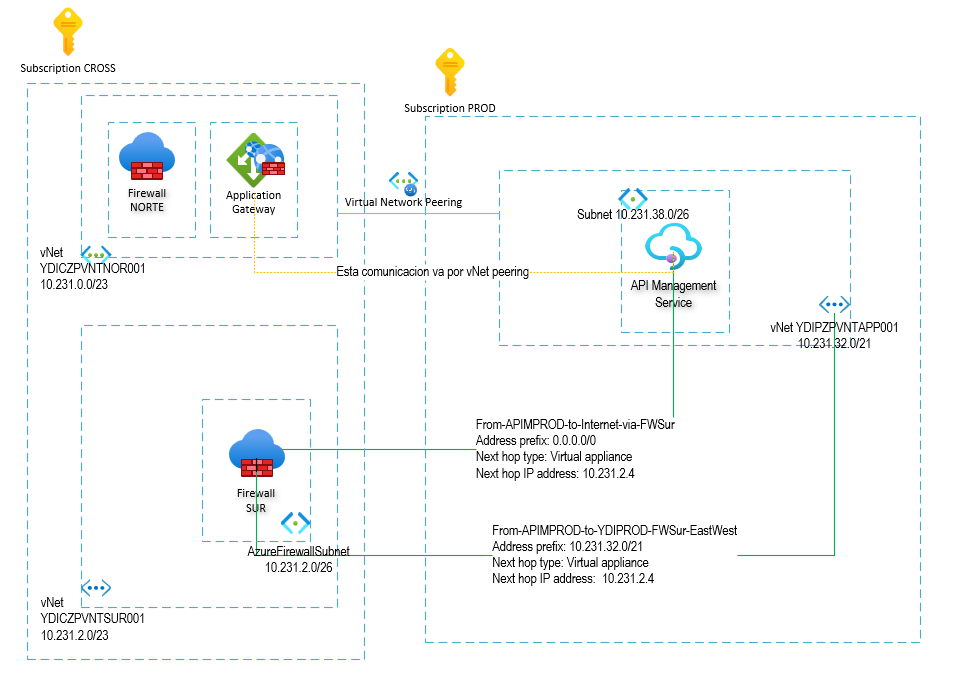 Subscription CROSS
Subscription PROD
Firewall
NORTE
Application
Gateway
Virtual Network Peering
Subnet 10.231.38.0/26
vNet
YDICZPVNTNOR001
10.231.0.0/23
Esta comunicacion va por vNet peering
API Management
Service
vNet YDIPZPVNTAPP001
10.231.32.0/21
From-APIMPROD-to-Internet-via-FWSur
Address prefix: 0.0.0.0/0
Next hop type: Virtual appliance
Next hop IP address: 10.231.2.4
Firewall
SUR
AzureFirewallSubnet
10.231.2.0/26
From-APIMPROD-to-YDIPROD-FWSur-EastWest
Address prefix: 10.231.32.0/21
Next hop type: Virtual appliance
Next hop IP address:  10.231.2.4
vNet
YDICZPVNTSUR001
10.231.2.0/23